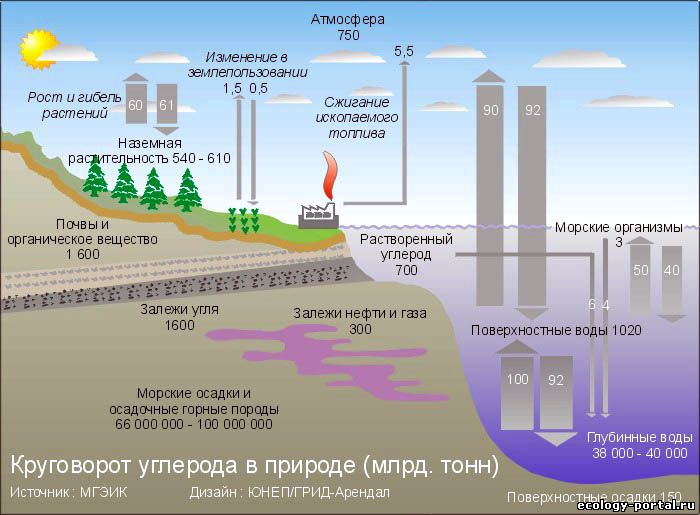 Атмосфера
750
5,5
Изменение в
землепользовании
1,5 0,5
Рост и гибель
растений
60 61
Сжигание
ископаемого
топлива
90 92
Наземная
растительность 540 - 610
Почвы и
органическое вещество
1 600
Растворенный
углерод
700
Морские организмы
3
50 40
6 4
Залежи угля
1600
Залежи нефти и газа
300
Поверхностные воды 1020
100 92
Морские осадки и
осадочные горные породы
66 000 000 - 100 000 000
Глубинные воды
38 000 - 40 000
Круговорот углерода в природе (млрд. тонн)
Источник : МГЭИК Дизайн : ЮНЕП/ГРИД-Арендал
Поверхностные осадки 150
ecology-portal.ru